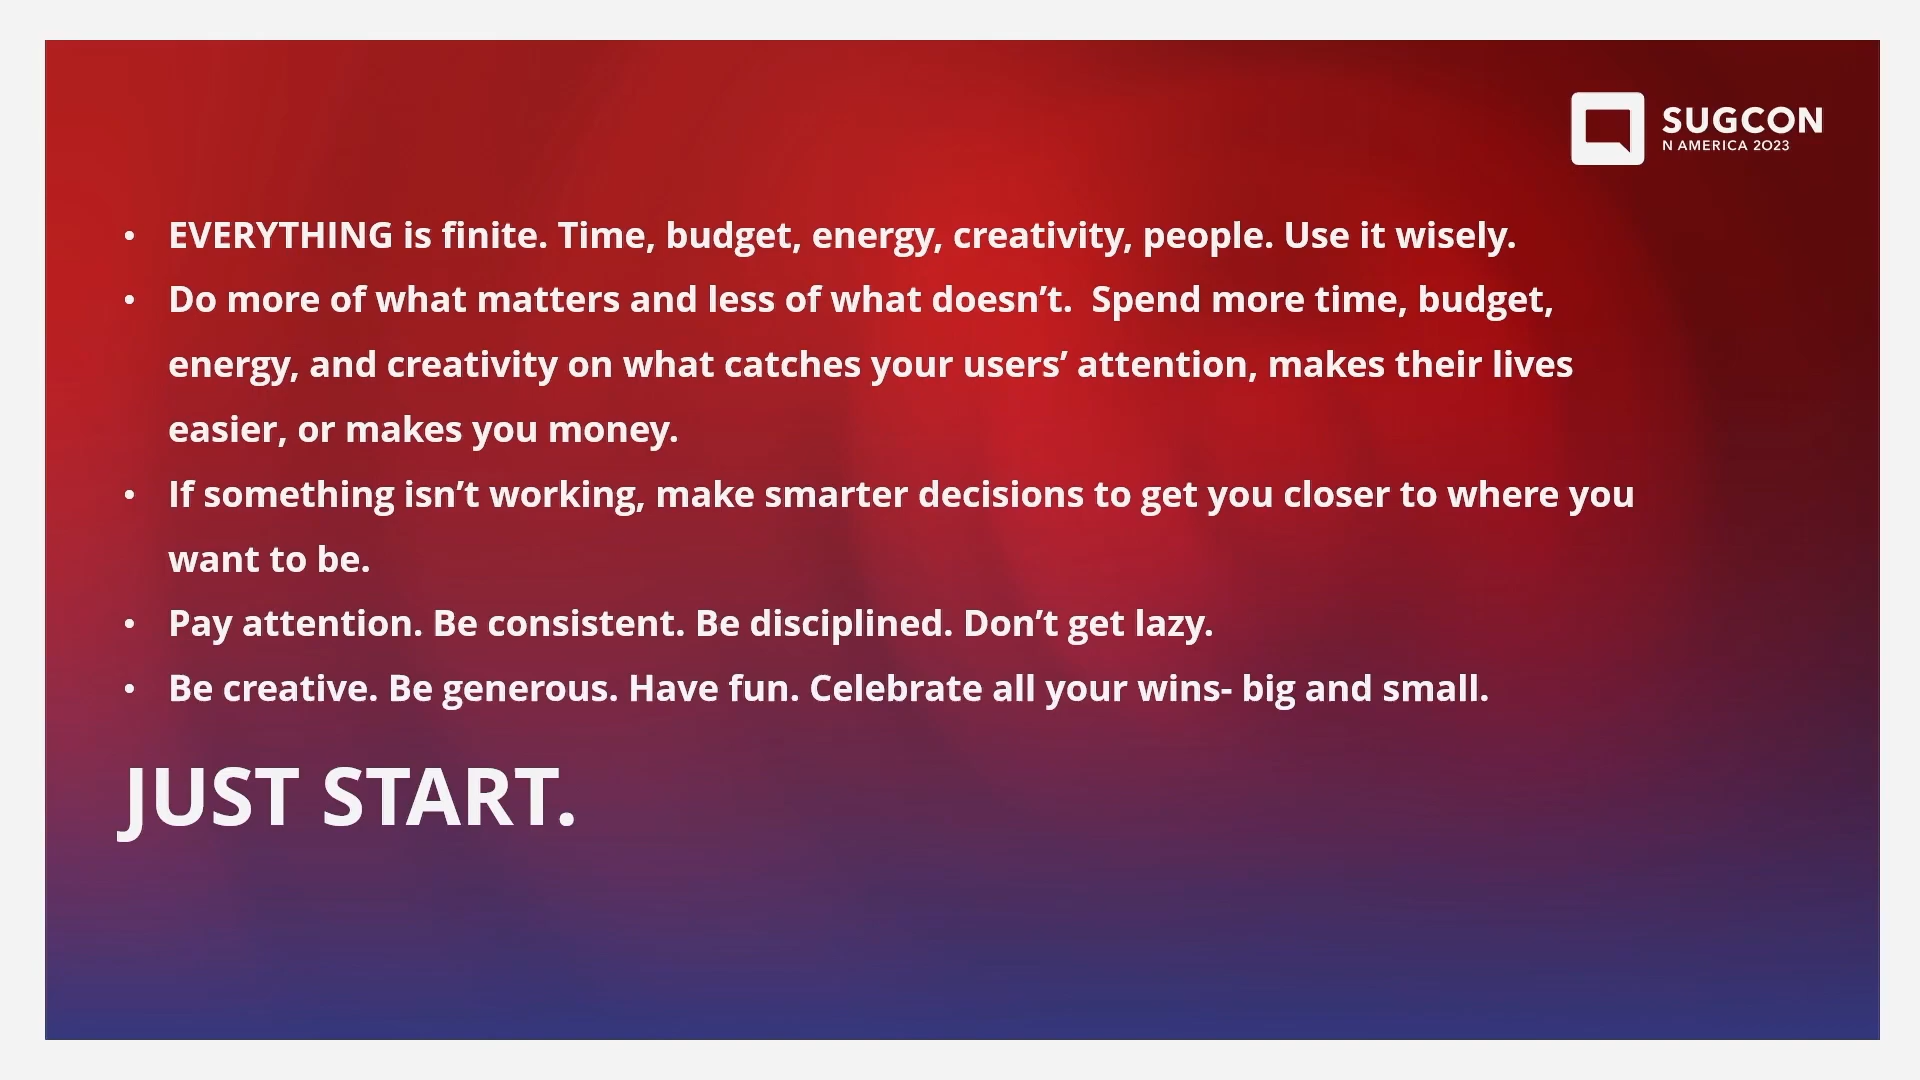 SUGCON
N AMERICA 2023
• EVERYTHING is finite. Time, budget, energy, creativity, people. Use it wisely.
• Do more of what matters and less of what doesn’t.  Spend more time, budget,
energy, and creativity on what catches your users’ attention, makes their lives
easier, or makes you money.
• If something isn’t working, make smarter decisions to get you closer to where you
want to be.
• Pay attention. Be consistent. Be disciplined. Don’t get lazy.
• Be creative. Be generous. Have fun. Celebrate all your wins- big and small.
JUST START.